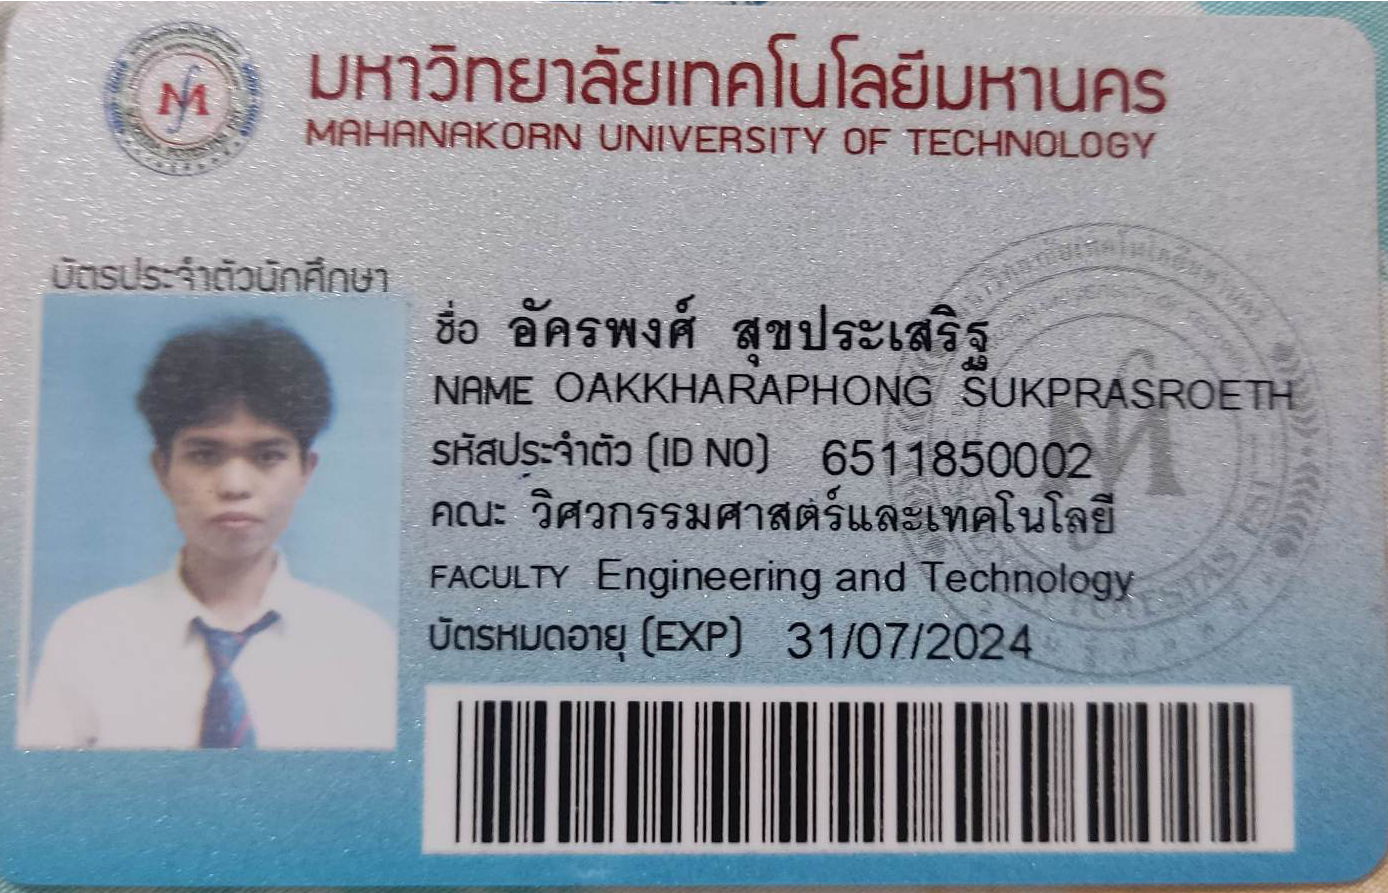 มหาวิทยาลัยเทคโนโลยีมหานคร
MAHANAKORN UNIVERSITY OF TECHNOLOGY
บัตรประจำตัวนักศึกษา
ชื่อ อัครพงศ์ สุขประเสริฐ
NAME OAKKHARAPHONG SUKPRASROETH
รหัสประจำตัว (ID NO) 6511850002
คณะ วิศวกรรมศาสตร์และเทคโนโลยี
FACULTY Engineering and Technology
บัตรหมดอายุ (EXP) 31/07/2024